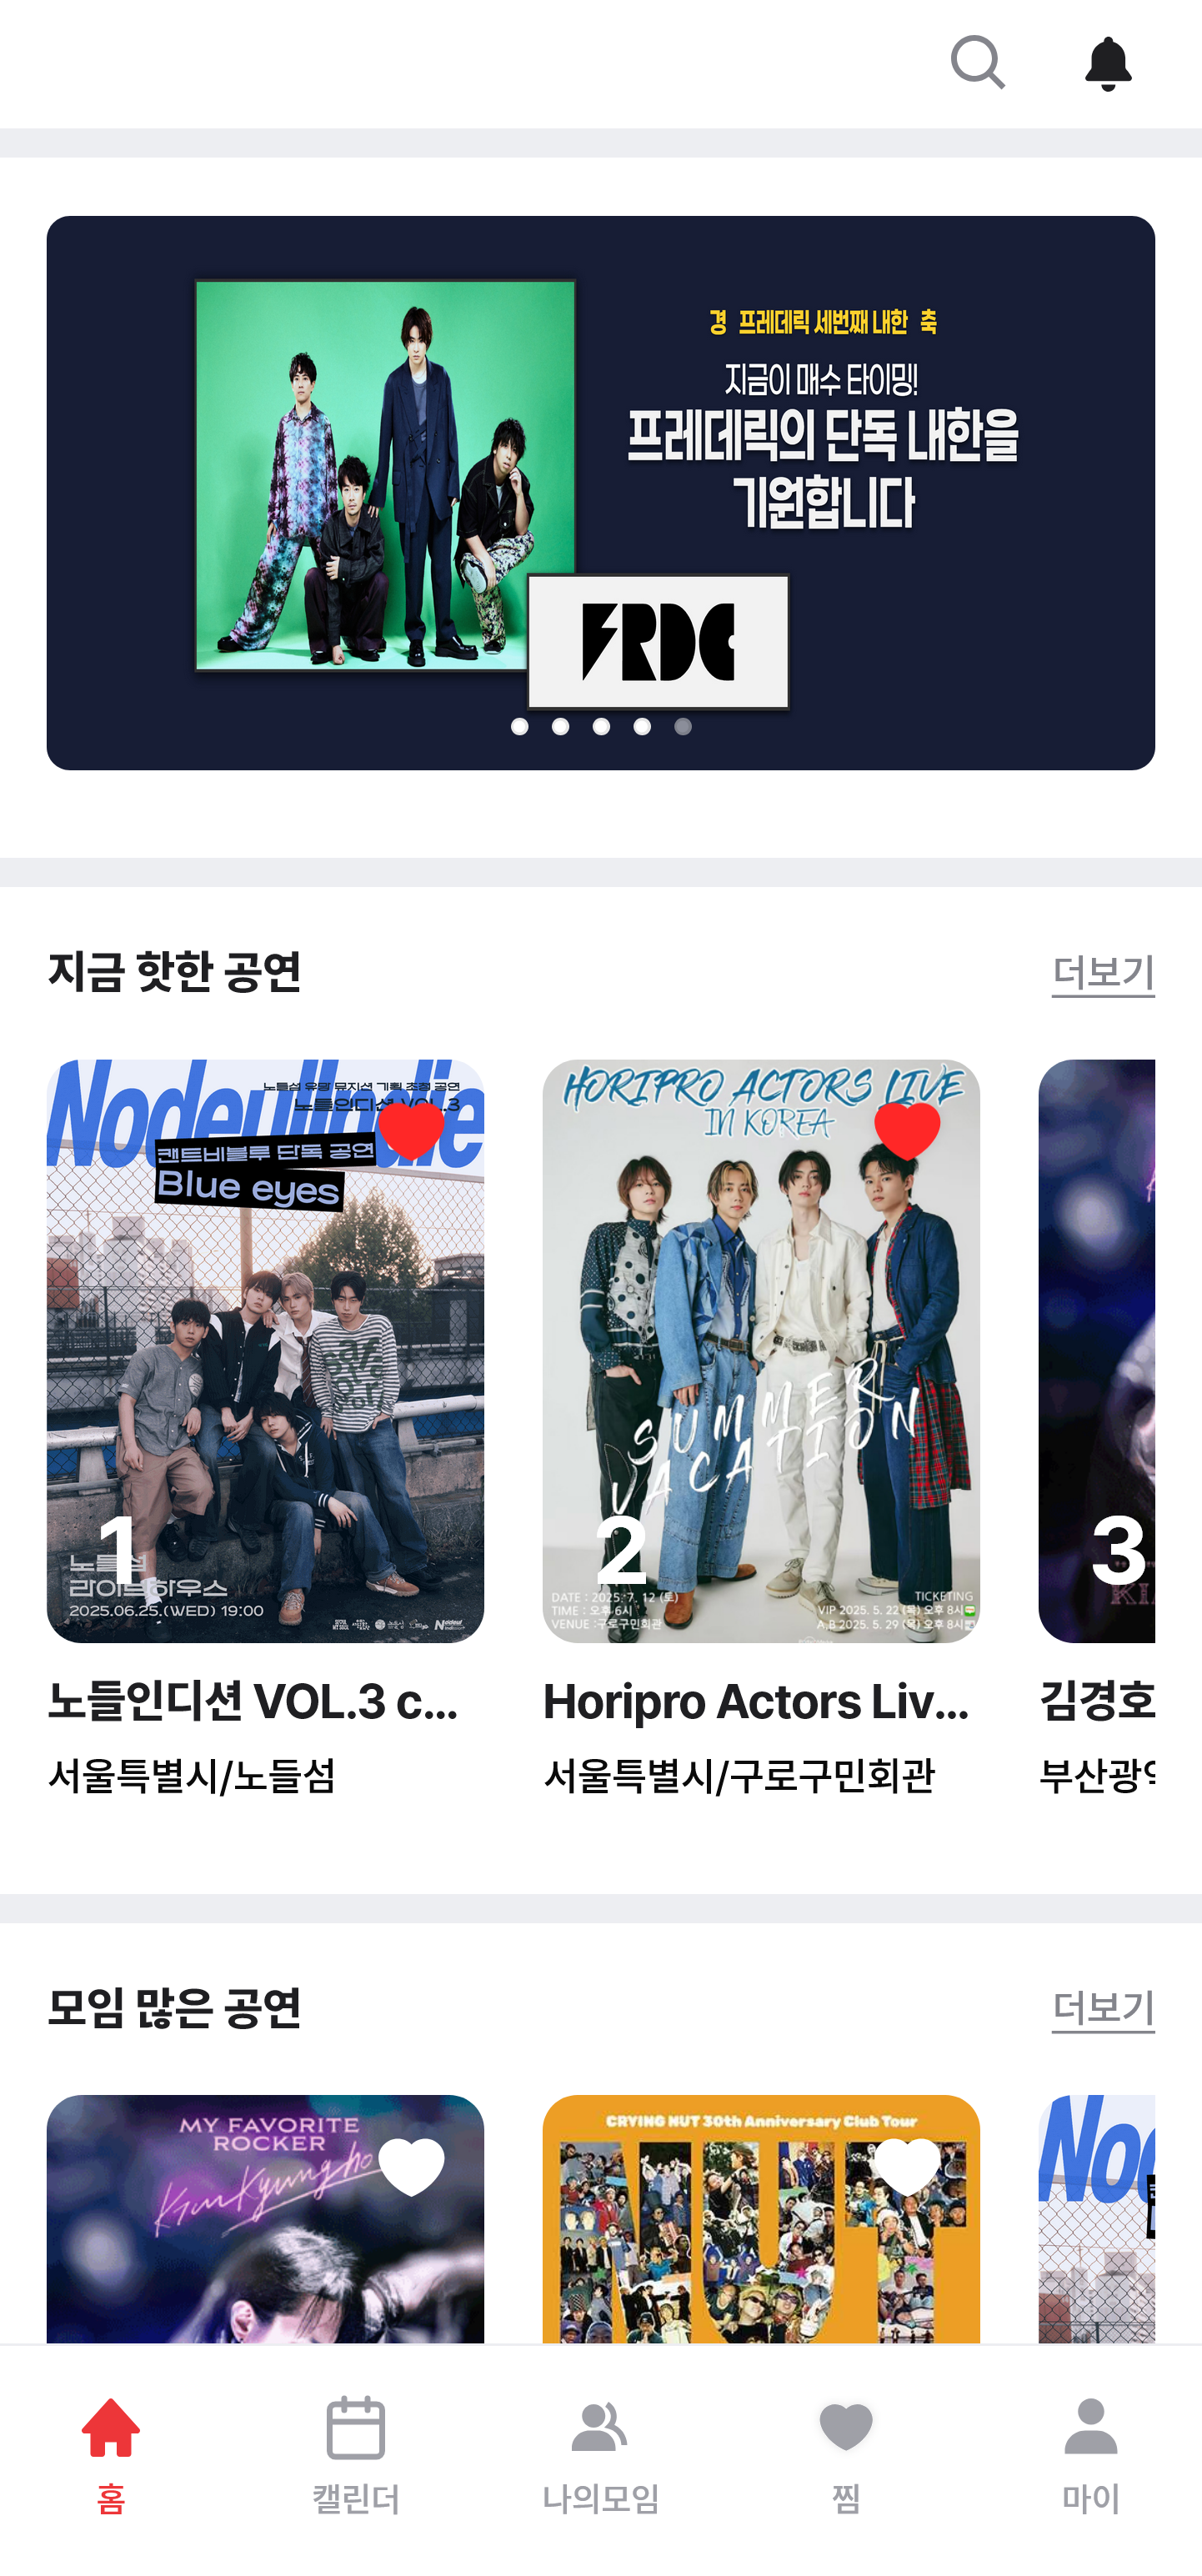 경 프레데릭 세번째 내한 축
지금이 매수 타이밍!
프레데릭의 단독 내한을
기원합니다
FRDC
지금 핫한 공연
더보기
노들섬 유망 뮤지션 기획 초청 공연
노들인디션 VOL.3
캔트비블루 단독 공연
Blue eyes
1
노들섬
라이브하우스
2025.06.25.(WED) 19:00
HORIPRO ACTORS LIVE
IN KOREA
SUMMER
VACATION
2
DATE : 2025. 7. 12 (토)
TIME : 오후 6시
VENUE : 구로구민회관
TICKETING
VIP 2025. 5. 22 (목) 오후 8시
A,B 2025. 5. 29 (목) 오후 8시
3
노들인디션 VOL.3 c...
서울특별시/노들섬
Horipro Actors Liv...
서울특별시/구로구민회관
김경호
부산광
모임 많은 공연
더보기
MY FAVORITE
ROCKER
Kim Kyungho
CRYING NUT 30th Anniversary Club Tour
NUT
홈
캘린더
나의모임
찜
마이